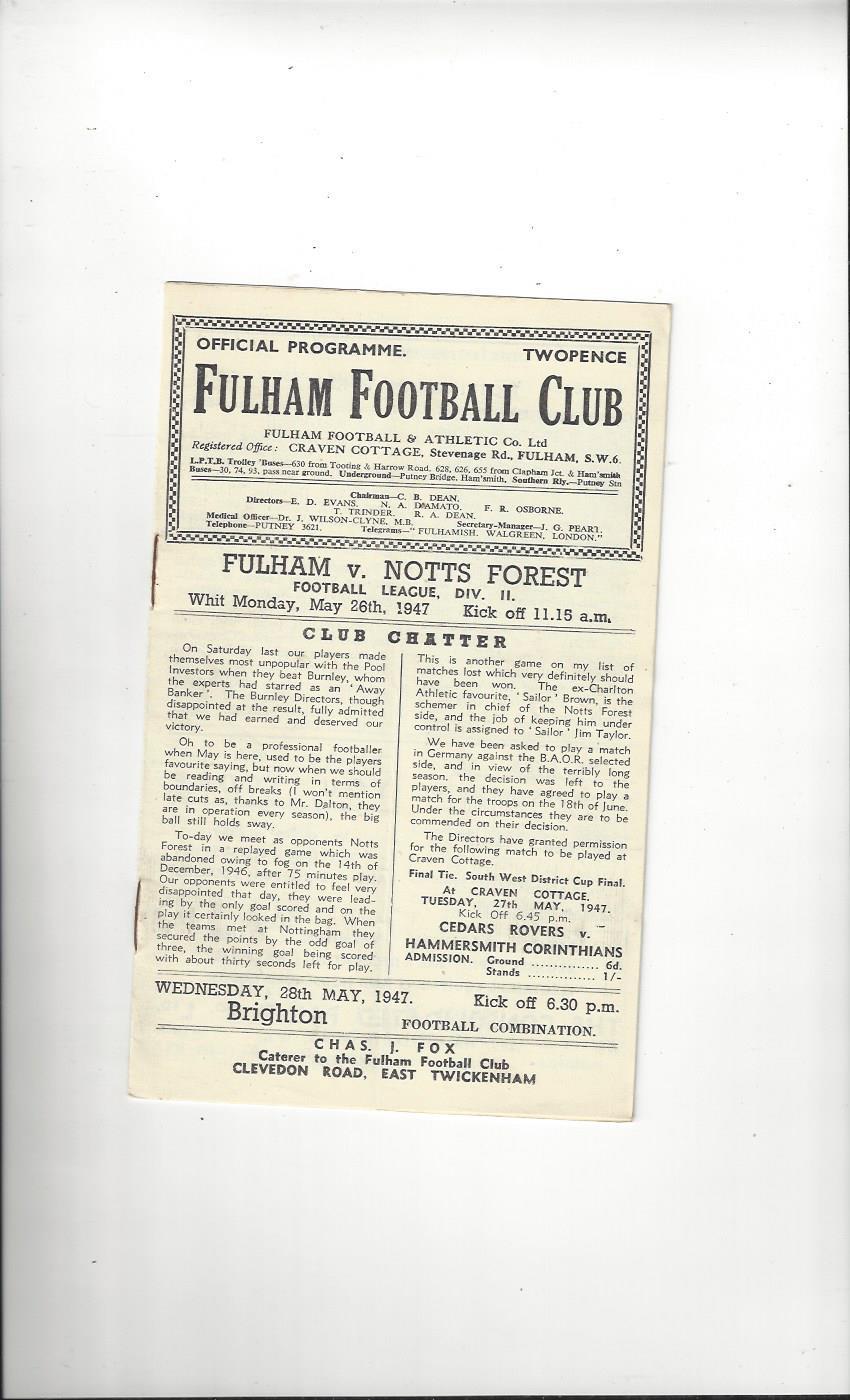 OFFICIAL PROGRAMME. TWOPENCE
FULHAM FOOTBALL CLUB
FULHAM FOOTBALL & ATHLETIC Co. Ltd
Registered Office: CRAVEN COTTAGE, Stevenage Rd., FULHAM, S.W.6.
L.P.T.B. Trolley 'Buses—630 from Tooting & Harrow Road, 628, 626, 655 from Clapham Jct. & Ham'smith
Buses—30, 74, 93, pass near ground. Underground—Putney Bridge, Ham'smith, Southern Rly.—Putney Stn
Chairman—C. B. DEAN.
Directors—E. D. EVANS. N. A. D'AMATO. F. R. OSBORNE.
T. TRINDER. R. A. DEAN.
Medical Officer—Dr. J. WILSON-CLYNE, M.B. Secretary-Manager—J. G. PEART.
Telephone—PUTNEY 3621. Telegrams—"FULHAMISH, WALGREEN, LONDON."
FULHAM v. NOTTS FOREST
FOOTBALL LEAGUE, DIV. II.
Whit Monday, May 26th, 1947 Kick off 11.15 a.m.
CLUB CHATTER
On Saturday last our players made
themselves most unpopular with the Pool
Investors when they beat Burnley, whom
the experts had starred as an 'Away
Banker'. The Burnley Directors, though
disappointed at the result, fully admitted
that we had earned and deserved our
victory.
Oh to be a professional footballer
when May is here, used to be the players
favourite saying, but now when we should
be reading and writing in terms of
boundaries, off breaks (I won't mention
late cuts as, thanks to Mr. Dalton, they
are in operation every season), the big
ball still holds sway.
To-day we meet as opponents Notts
Forest in a replayed game which was
abandoned owing to fog on the 14th of
December, 1946, after 75 minutes play.
Our opponents were entitled to feel very
disappointed that day, they were lead-
ing by the only goal scored and on the
play it certainly looked in the bag. When
the teams met at Nottingham they
secured the points by the odd goal of
three, the winning goal being scored
with about thirty seconds left for play.
This is another game on my list of
matches lost which very definitely should
have been won. The ex-Charlton
Athletic favourite, 'Sailor' Brown, is the
schemer in chief of the Notts Forest
side, and the job of keeping him under
control is assigned to 'Sailor' Jim Taylor.
We have been asked to play a match
in Germany against the B.A.O.R. selected
side, and in view of the terribly long
season, the decision was left to the
players, and they have agreed to play a
match for the troops on the 18th of June.
Under the circumstances they are to be
commended on their decision.
The Directors have granted permission
for the following match to be played at
Craven Cottage.
Final Tie. South West District Cup Final.
At CRAVEN COTTAGE.
TUESDAY, 27th MAY, 1947.
Kick Off 6.45 p.m.
CEDARS ROVERS v.
HAMMERSMITH CORINTHIANS
ADMISSION. Ground .............. 6d.
Stands .............. 1/-
WEDNESDAY, 28th MAY, 1947. Kick off 6.30 p.m.
Brighton FOOTBALL COMBINATION.
CHAS. J. FOX
Caterer to the Fulham Football Club
CLEVEDON ROAD, EAST TWICKENHAM